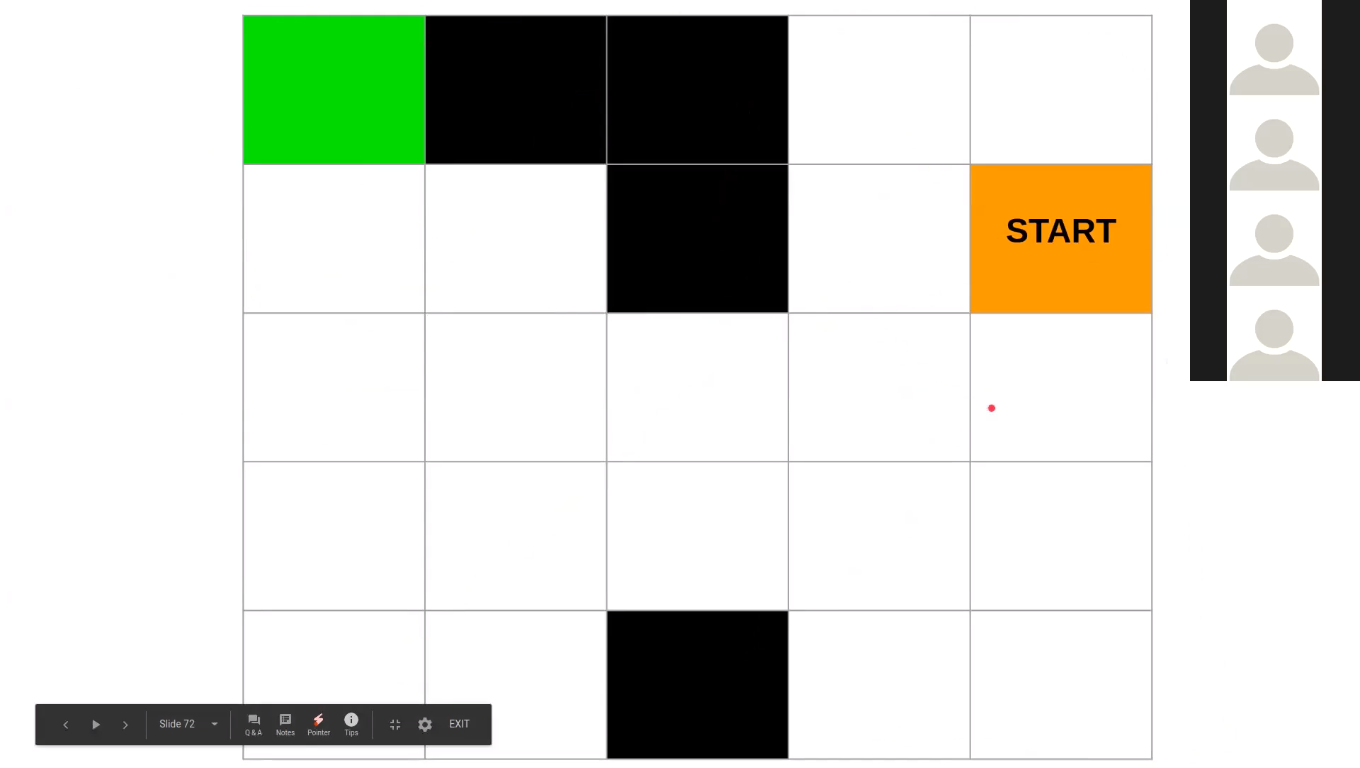 START
Slide 72
Q & A
Notes
Pointer
Tips
EXIT